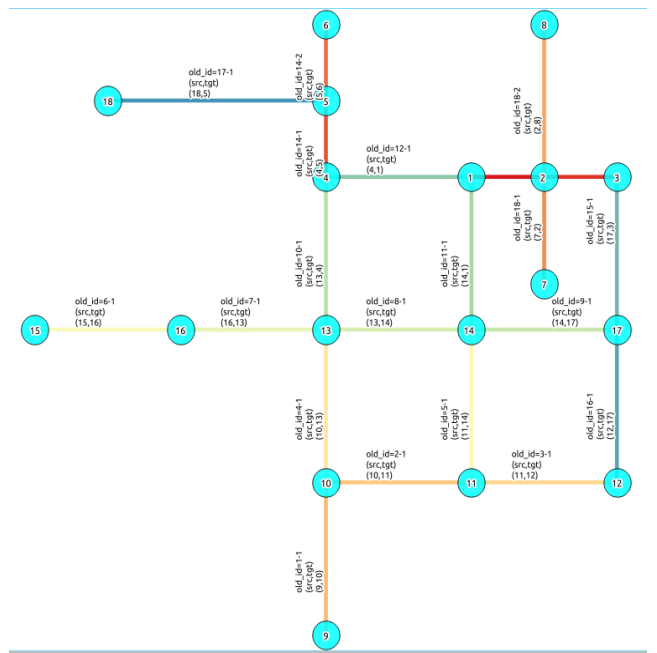 6
8
old_id=17-1
(src,tgt)
(18,5)
18
old_id=14-2
(src,tgt)
(5,6)
5
old_id=18-2
(src,tgt)
(2,8)
old_id=14-1
(src,tgt)
(4,5)
4
old_id=12-1
(src,tgt)
(4,1)
1
2
3
old_id=10-1
(src,tgt)
(13,4)
old_id=11-1
(src,tgt)
(14,1)
old_id=18-1
(src,tgt)
(7,2)
7
old_id=15-1
(src,tgt)
(17,3)
old_id=6-1
(src,tgt)
(15,16)
15
old_id=7-1
(src,tgt)
(16,13)
16
old_id=8-1
(src,tgt)
(13,14)
13
old_id=9-1
(src,tgt)
(14,17)
14
17
old_id=4-1
(src,tgt)
(10,13)
old_id=5-1
(src,tgt)
(11,14)
old_id=16-1
(src,tgt)
(12,17)
old_id=2-1
(src,tgt)
(10,11)
old_id=3-1
(src,tgt)
(11,12)
10
11
12
old_id=1-1
(src,tgt)
(9,10)
9